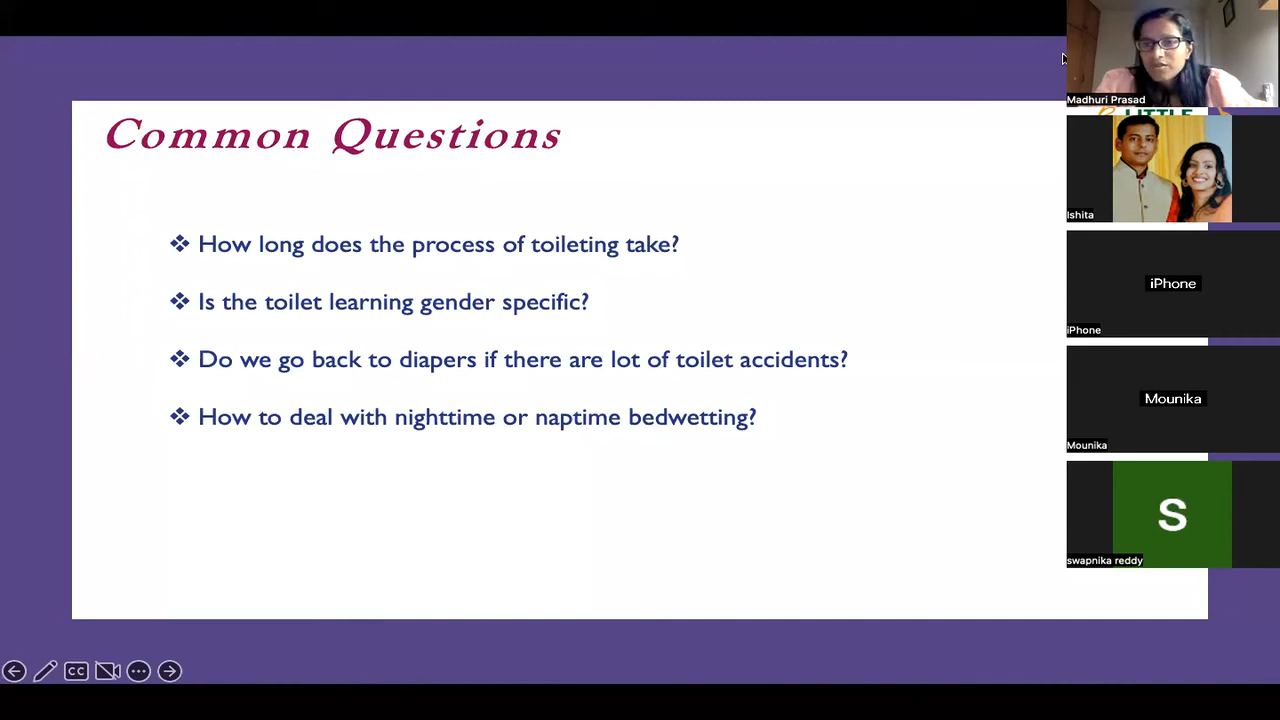 Common Questions
❖ How long does the process of toileting take?
❖ Is the toilet learning gender specific?
❖ Do we go back to diapers if there are lot of toilet accidents?
❖ How to deal with nighttime or naptime bedwetting?
Madhuri Prasad
LITTLE
Ishita
iPhone
iPhone
Mounika
Mounika
S
swapnika reddy
CC